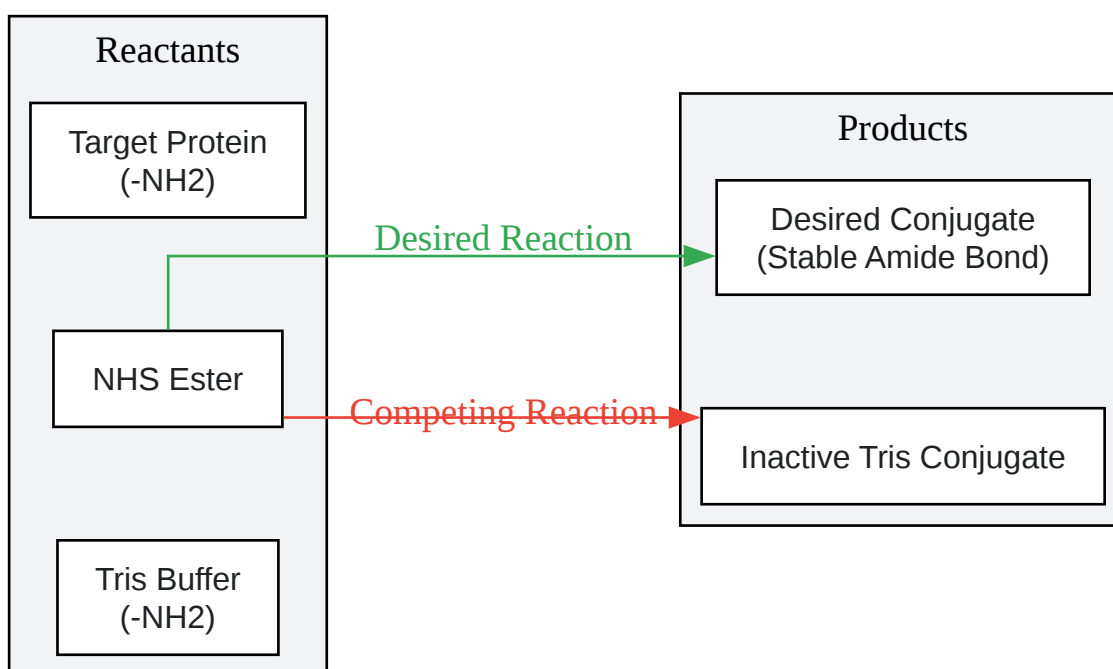 Reactants
Target Protein
(-NH2)
NHS Ester
Tris Buffer
(-NH2)
Desired Reaction
Competing Reaction
Products
Desired Conjugate
(Stable Amide Bond)
Inactive Tris Conjugate